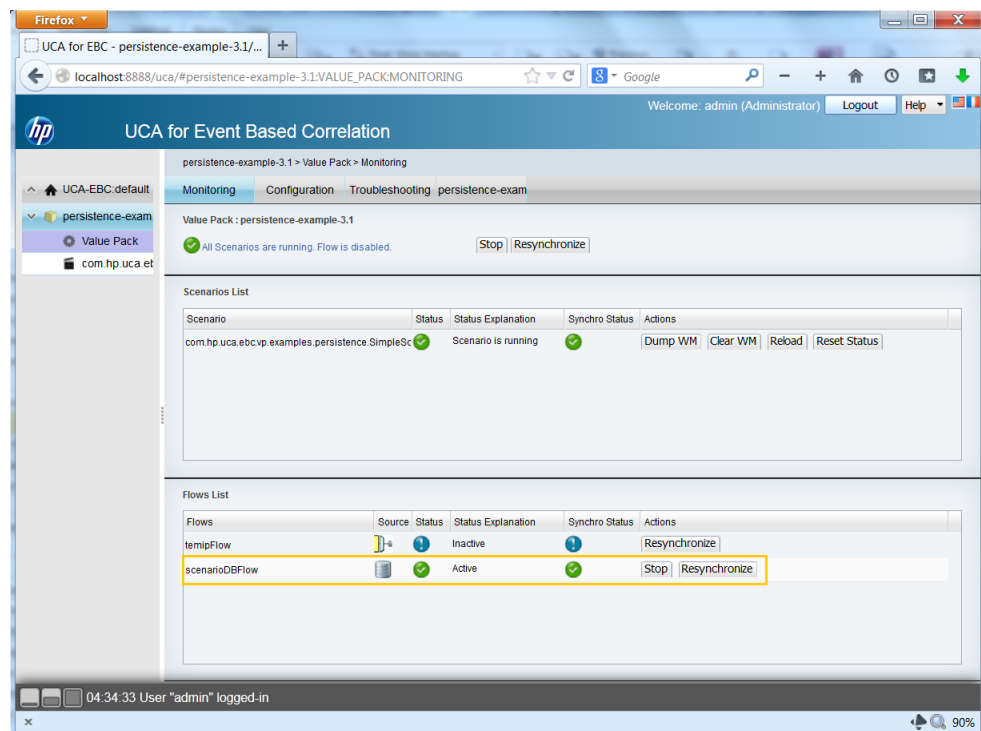 Firefox
UCA for EBC - persistence-example-3.1/... +
localhost:8888/uca/#persistence-example-3.1:VALUE_PACK:MONITORING
8 Google
Welcome: admin (Administrator) Logout Help
hp UCA for Event Based Correlation
persistence-example-3.1 > Value Pack > Monitoring
UCA-EBC:default
persistence-exam
Value Pack
com.hp.uca.et
Monitoring Configuration Troubleshooting persistence-exam
Value Pack : persistence-example-3.1
All Scenarios are running. Flow is disabled. Stop Resynchronize
Scenarios List
Scenario Status Status Explanation Synchro Status Actions
com.hp.uca.ebc.vp.examples.persistence.SimpleSc Scenario is running Dump WM Clear WM Reload Reset Status
Flows List
Flows Source Status Status Explanation Synchro Status Actions
temipFlow Inactive Resynchronize
scenarioDBFlow Active Stop Resynchronize
04:34:33 User "admin" logged-in
× 90%